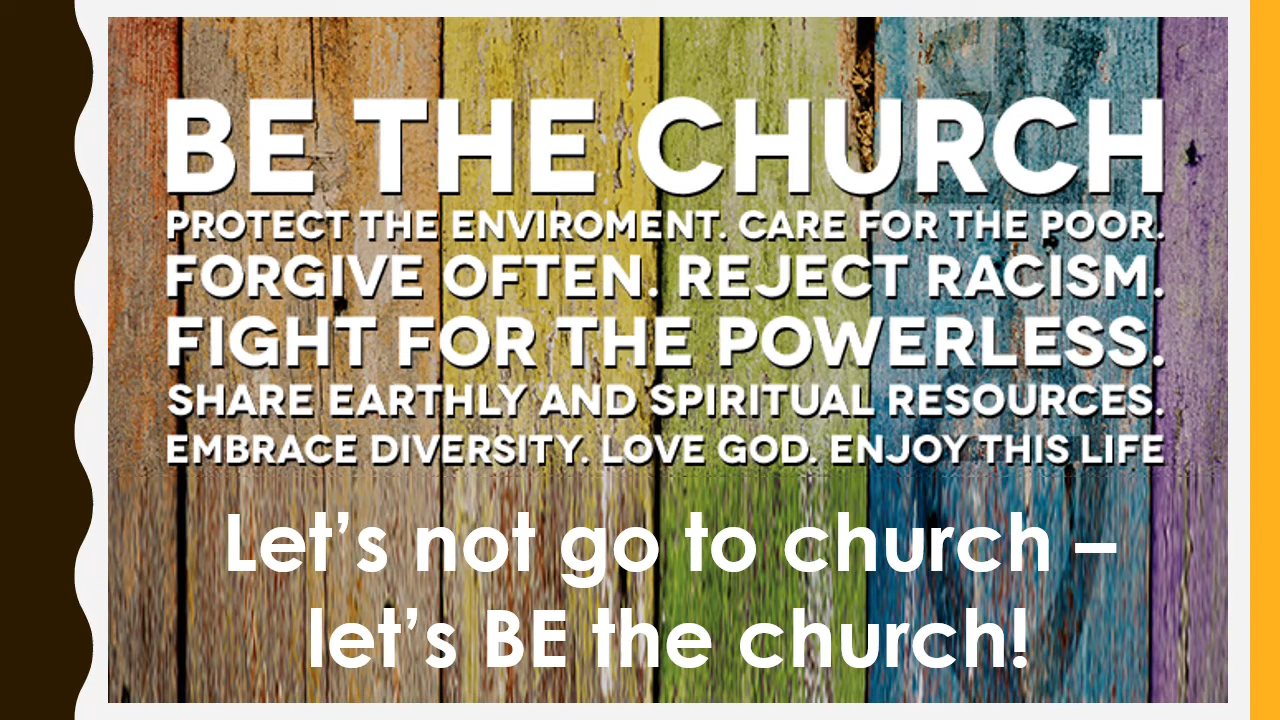 BE THE CHURCH
PROTECT THE ENVIROMENT. CARE FOR THE POOR.
FORGIVE OFTEN. REJECT RACISM.
FIGHT FOR THE POWERLESS.
SHARE EARTHLY AND SPIRITUAL RESOURCES.
EMBRACE DIVERSITY. LOVE GOD. ENJOY THIS LIFE
Let’s not go to church –
let’s BE the church!